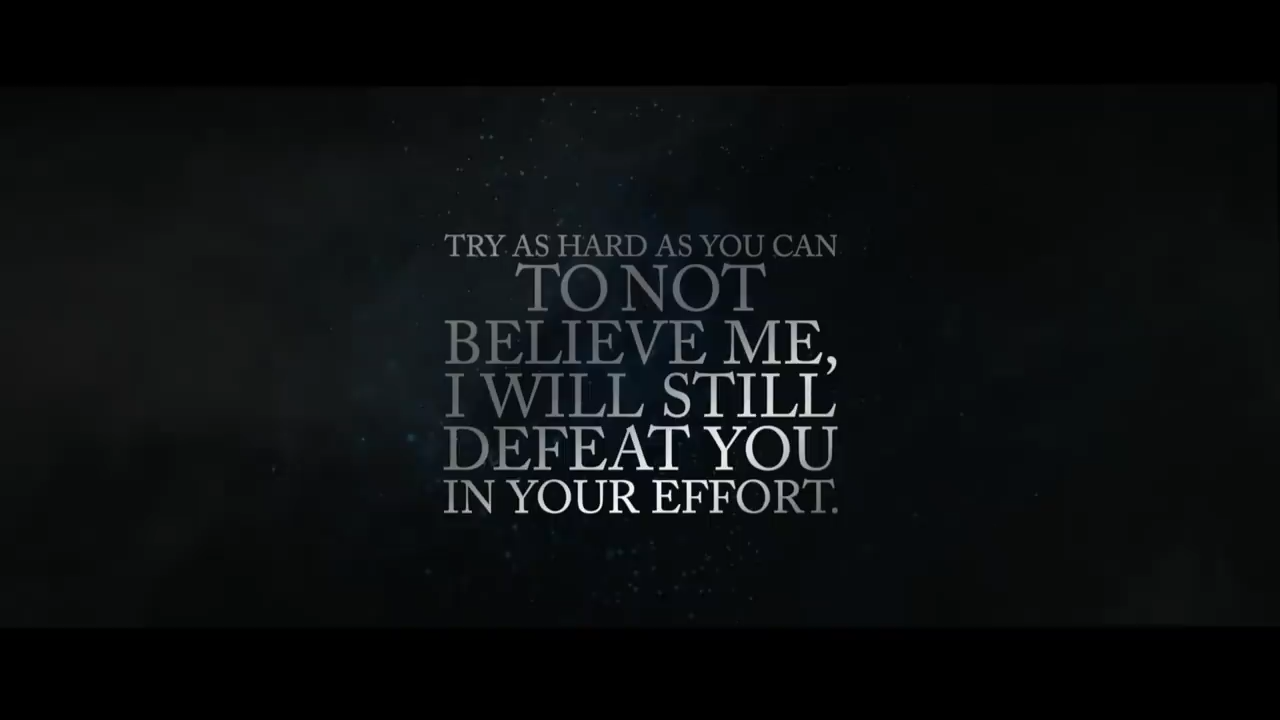 TRY AS HARD AS YOU CAN
TO NOT
BELIEVE ME,
I WILL STILL
DEFEAT YOU
IN YOUR EFFORT.